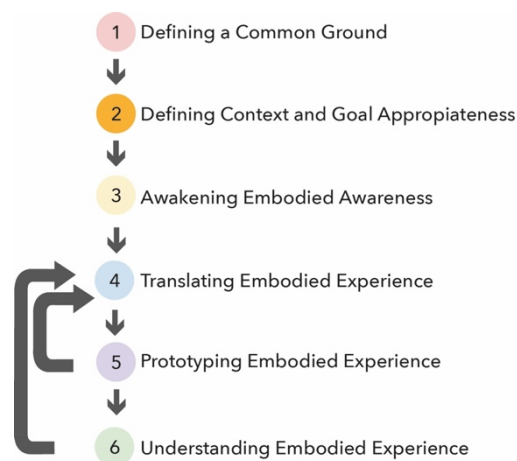 1 Defining a Common Ground
2 Defining Context and Goal Appropiateness
3 Awakening Embodied Awareness
4 Translating Embodied Experience
5 Prototyping Embodied Experience
6 Understanding Embodied Experience